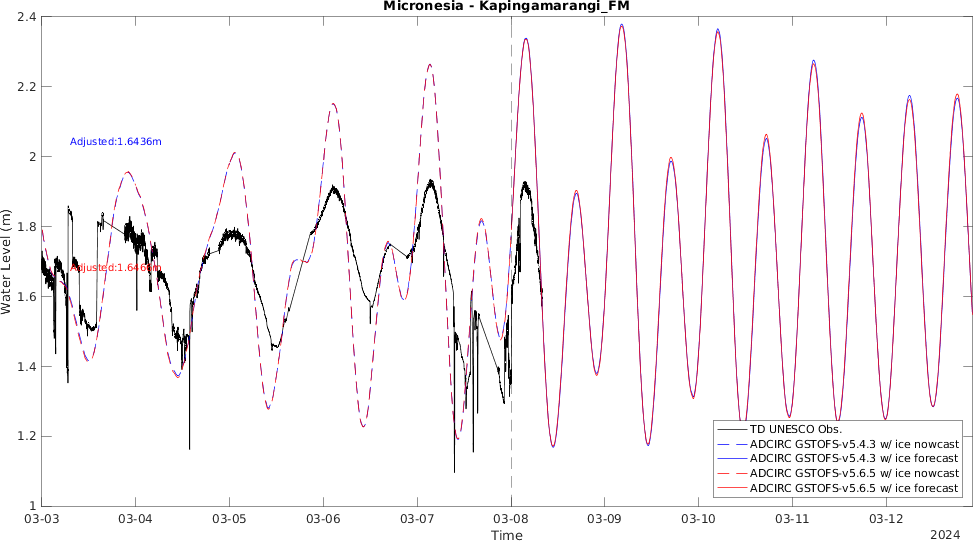 Micronesia - Kapingamarangi_FM
2.4
2.2
2
1.8
1.6
1.4
1.2
1
Water Level (m)
Adjusted:1.6436m
TD UNESCO Obs.
ADCIRC GSTOFS-v5.4.3 w/ ice nowcast
ADCIRC GSTOFS-v5.4.3 w/ ice forecast
ADCIRC GSTOFS-v5.6.5 w/ ice nowcast
ADCIRC GSTOFS-v5.6.5 w/ ice forecast
03-03 03-04 03-05 03-06 03-07 03-08 03-09 03-10 03-11 03-12
Time
2024